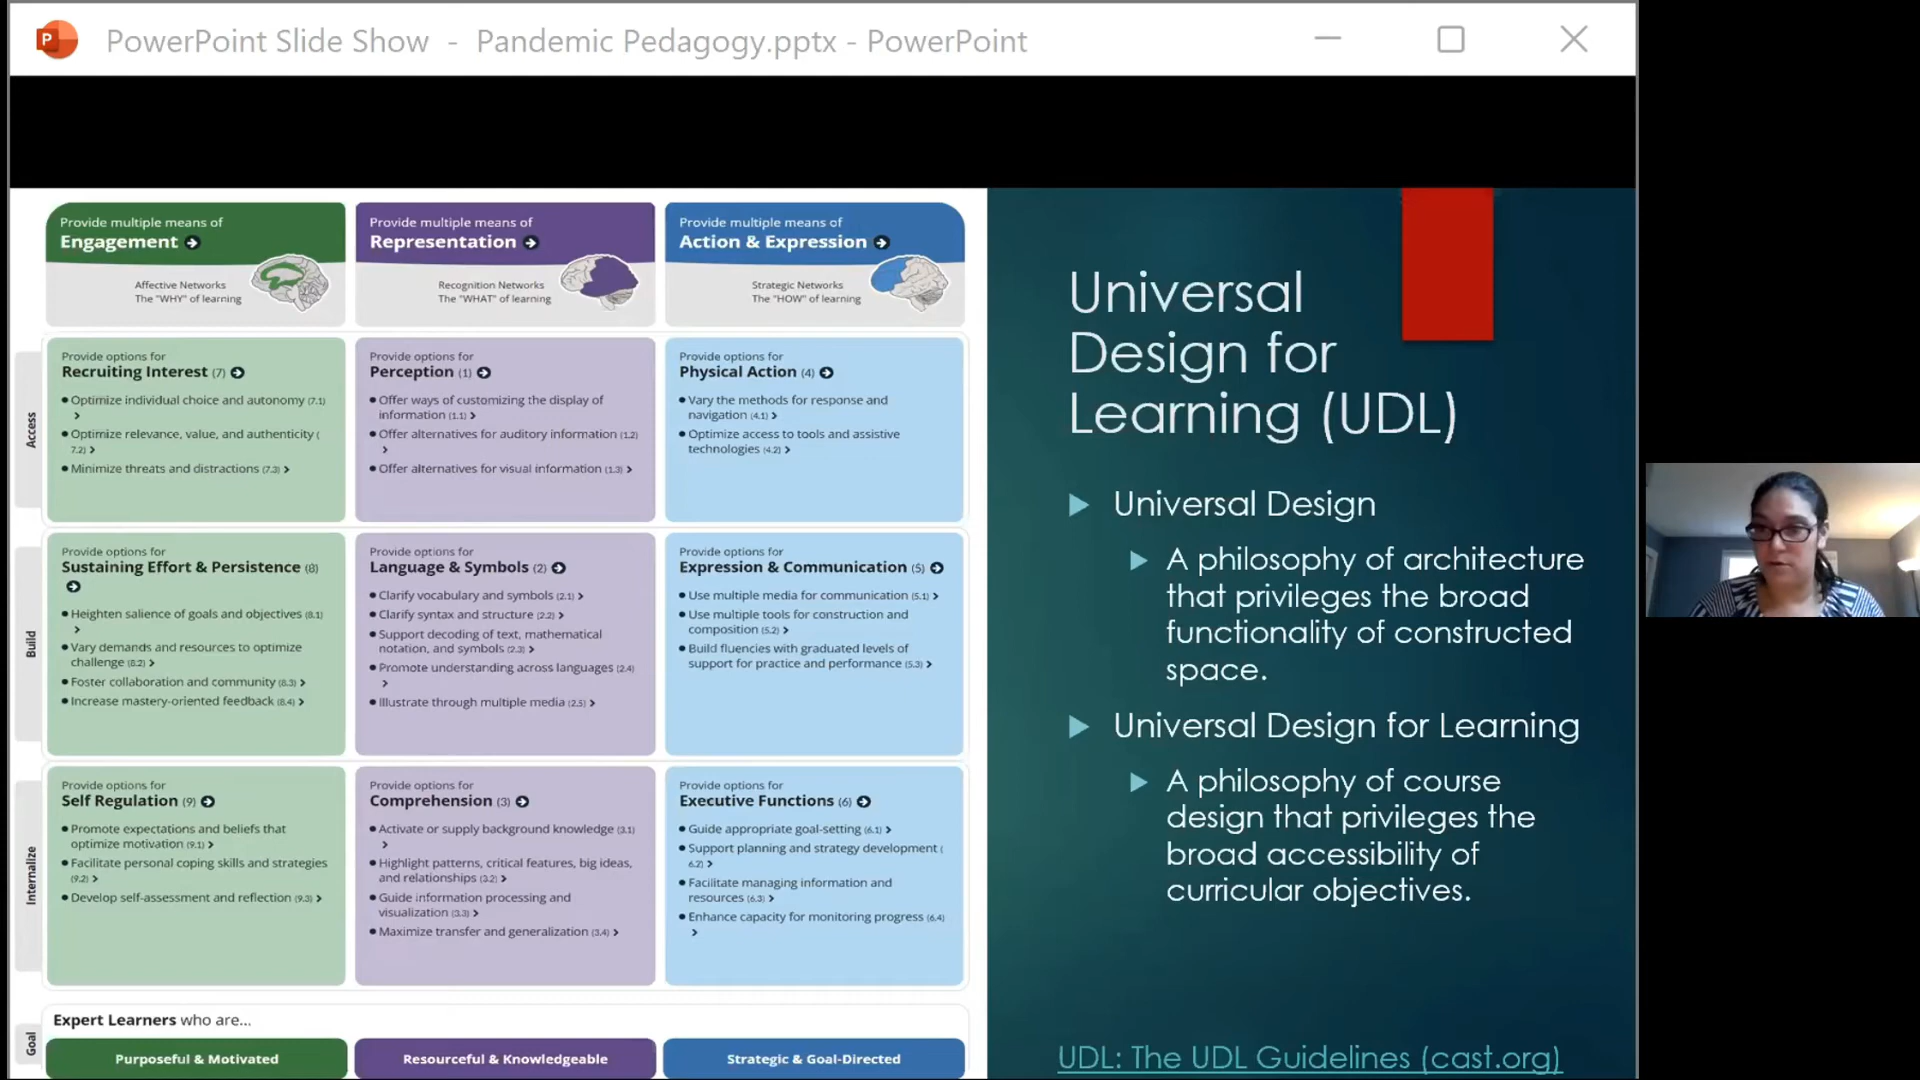 PowerPoint Slide Show - Pandemic Pedagogy.pptx - PowerPoint
Provide multiple means of
Engagement
Affective Networks
The "WHY" of learning
Provide multiple means of
Representation
Recognition Networks
The "WHAT" of learning
Provide multiple means of
Action & Expression
Strategic Networks
The "HOW" of learning
Access
Provide options for
Recruiting Interest (7)
Optimize individual choice and autonomy (7.1)
Optimize relevance, value, and authenticity (
7.2)
Minimize threats and distractions (7.3)
Provide options for
Perception (1)
Offer ways of customizing the display of
information (1.1)
Offer alternatives for auditory information (1.2)
Offer alternatives for visual information (1.3)
Provide options for
Physical Action (4)
Vary the methods for response and
navigation (4.1)
Optimize access to tools and assistive
technologies (4.2)
Build
Provide options for
Sustaining Effort & Persistence (8)
Heighten salience of goals and objectives (8.1)
Vary demands and resources to optimize
challenge (8.2)
Foster collaboration and community (8.3)
Increase mastery-oriented feedback (8.4)
Provide options for
Language & Symbols (2)
Clarify vocabulary and symbols (2.1)
Clarify syntax and structure (2.2)
Support decoding of text, mathematical
notation, and symbols (2.3)
Promote understanding across languages (2.4)
Illustrate through multiple media (2.5)
Provide options for
Expression & Communication (5)
Use multiple media for communication (5.1)
Use multiple tools for construction and
composition (5.2)
Build fluencies with graduated levels of
support for practice and performance (5.3)
Internalize
Provide options for
Self Regulation (9)
Promote expectations and beliefs that
optimize motivation (9.1)
Facilitate personal coping skills and strategies
(9.2)
Develop self-assessment and reflection (9.3)
Provide options for
Comprehension (3)
Activate or supply background knowledge (3.1)
Highlight patterns, critical features, big ideas,
and relationships (3.2)
Guide information processing and
visualization (3.3)
Maximize transfer and generalization (3.4)
Provide options for
Executive Functions (6)
Guide appropriate goal-setting (6.1)
Support planning and strategy development (
6.2)
Facilitate managing information and
resources (6.3)
Enhance capacity for monitoring progress (6.4)
Goal
Expert Learners who are...
Purposeful & Motivated
Resourceful & Knowledgeable
Strategic & Goal-Directed
Universal
Design for
Learning (UDL)
Universal Design
A philosophy of architecture
that privileges the broad
functionality of constructed
space.
Universal Design for Learning
A philosophy of course
design that privileges the
broad accessibility of
curricular objectives.
UDL: The UDL Guidelines (cast.org)